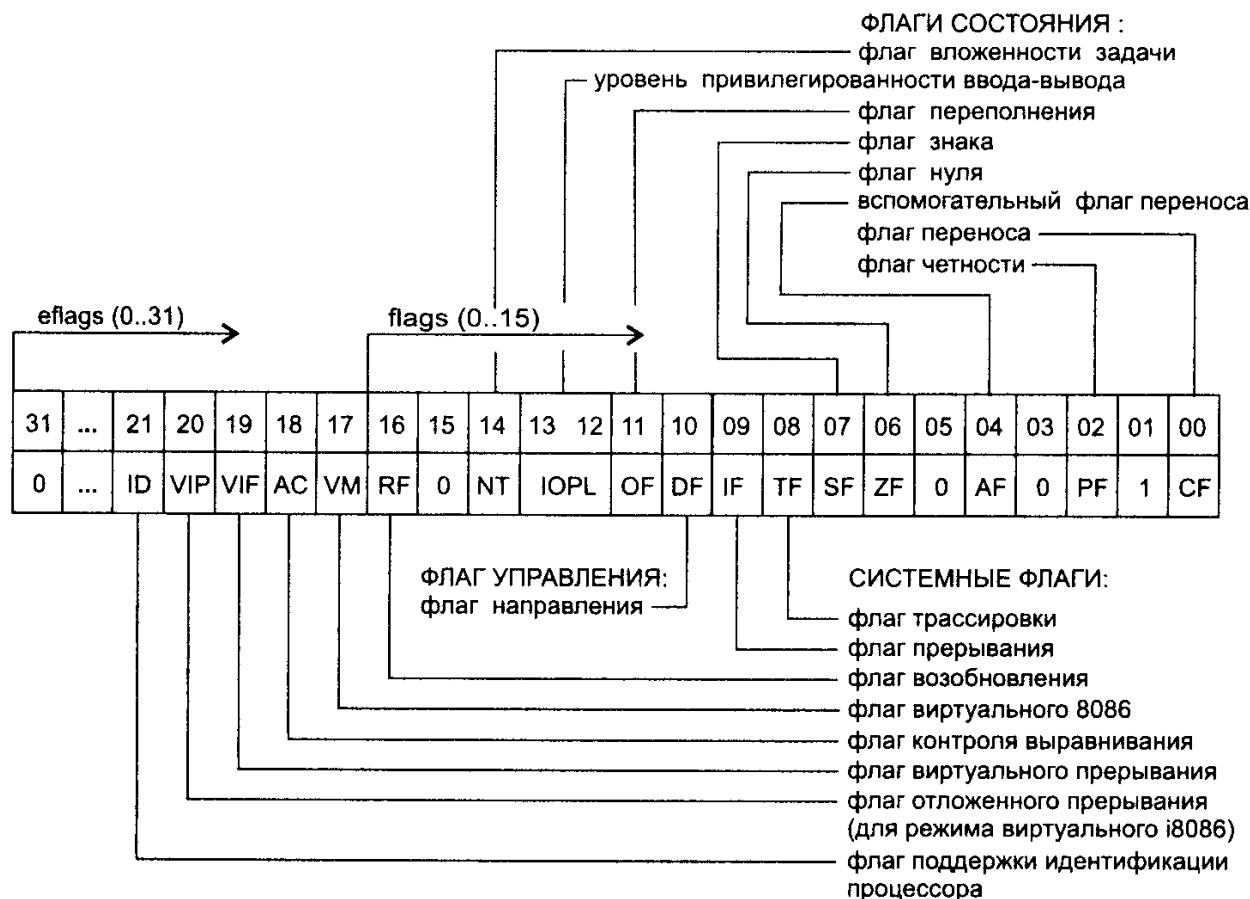 ФЛАГИ СОСТОЯНИЯ :
флаг вложенности задачи
уровень привилегированности ввода-вывода
флаг переполнения
флаг знака
флаг нуля
вспомогательный флаг переноса
флаг переноса
флаг четности
eflags (0..31)
flags (0..15)
31 ... 21 20 19 18 17 16 15 14 13 12 11 10 09 08 07 06 05 04 03 02 01 00
0 ... ID VIP VIF AC VM RF 0 NT IOPL OF DF IF TF SF ZF 0 AF 0 PF 1 CF
ФЛАГ УПРАВЛЕНИЯ:
флаг направления
СИСТЕМНЫЕ ФЛАГИ:
флаг трассировки
флаг прерывания
флаг возобновления
флаг виртуального 8086
флаг контроля выравнивания
флаг виртуального прерывания
флаг отложенного прерывания
(для режима виртуального i8086)
флаг поддержки идентификации
процессора